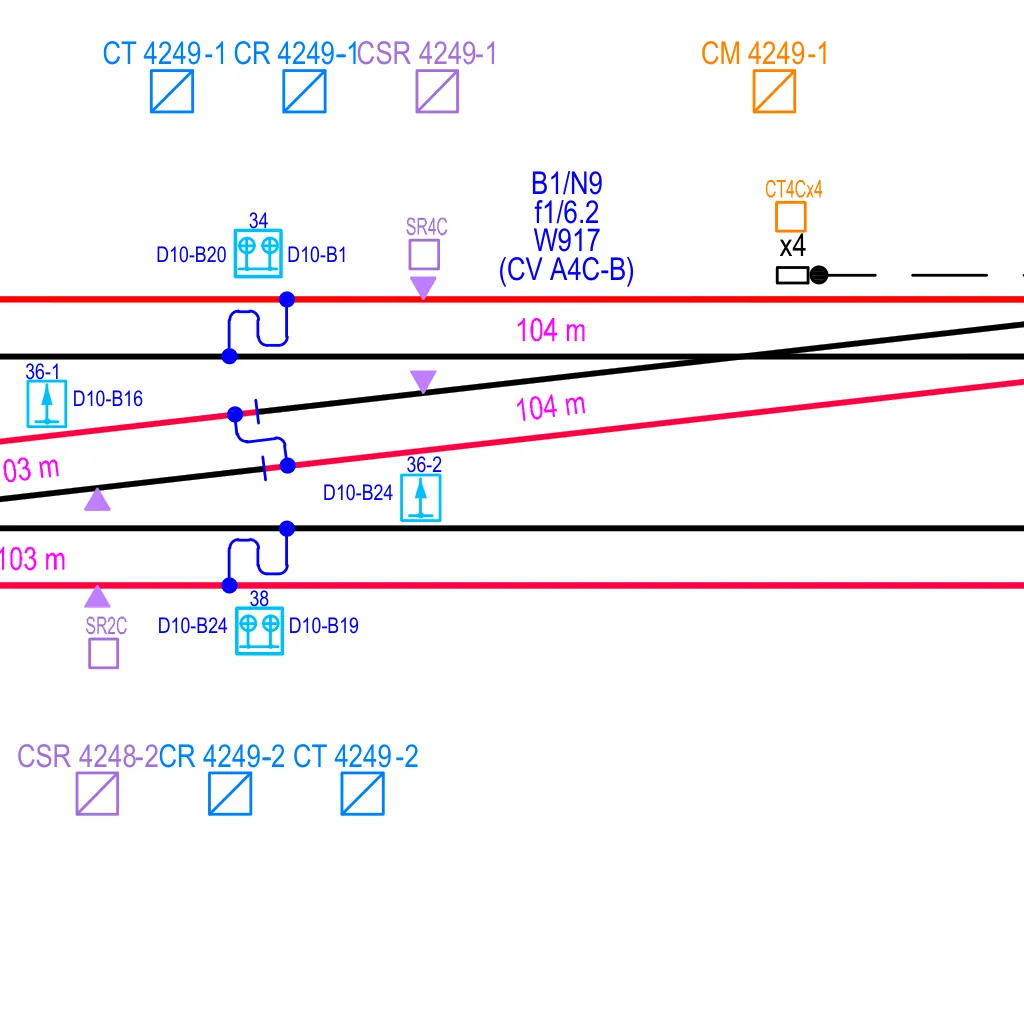 CT 4249-1 CR 4249-1 CSR 4249-1 CM 4249-1
B1/N9
f1/6.2
W917
(CV A4C-B)
CT4Cx4
x4
34
D10-B20 D10-B1
SR4C
104 m
36-1
D10-B16
104 m
03 m
36-2
D10-B24
103 m
38
D10-B24 D10-B19
SR2C
CSR 4248-2 CR 4249-2 CT 4249-2